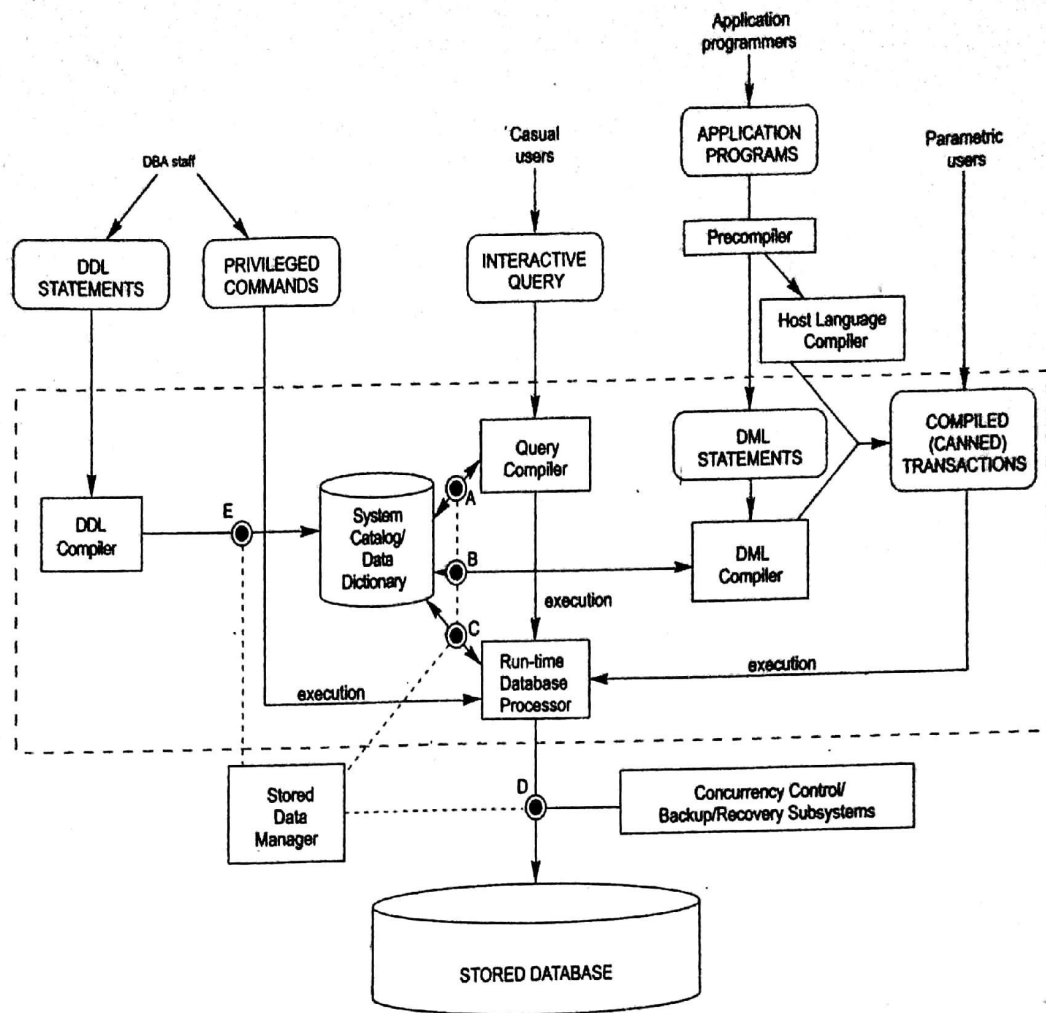 Application
programmers
Casual
users
APPLICATION
PROGRAMS
Parametric
users
DBA staff
Precompiler
DDL
STATEMENTS
PRIVILEGED
COMMANDS
INTERACTIVE
QUERY
Host Language
Compiler
Query
Compiler
DML
STATEMENTS
COMPILED
(CANNED)
TRANSACTIONS
A
E
DDL
Compiler
System
Catalog/
Data
Dictionary
B
DML
Compiler
execution
C
Run-time
Database
Processor
execution
execution
D
Stored
Data
Manager
Concurrency Control/
Backup/Recovery Subsystems
STORED DATABASE